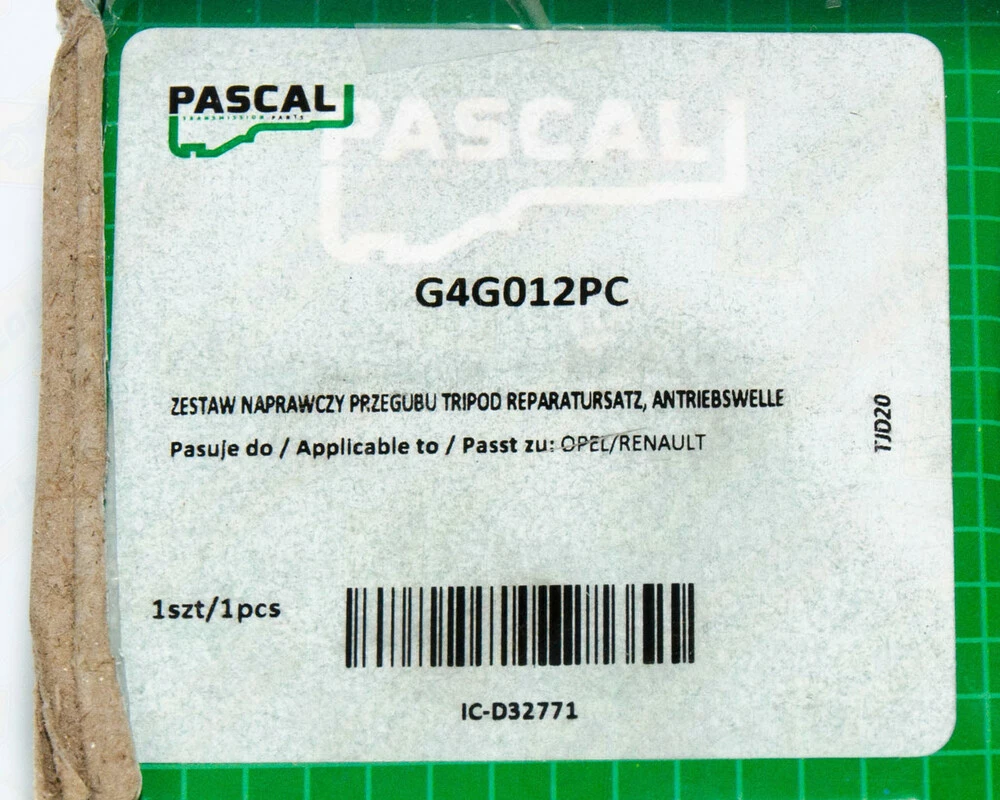 PASCAL
TRANSMISSION PARTS
PASCAL
G4G012PC
ZESTAW NAPRAWCZY PRZEGUBU TRIPOD REPARATURSATZ, ANTRIEBSWELLE
Pasuje do / Applicable to / Passt zu: OPEL/RENAULT
TJD20
1szt/1pcs
IC-D32771